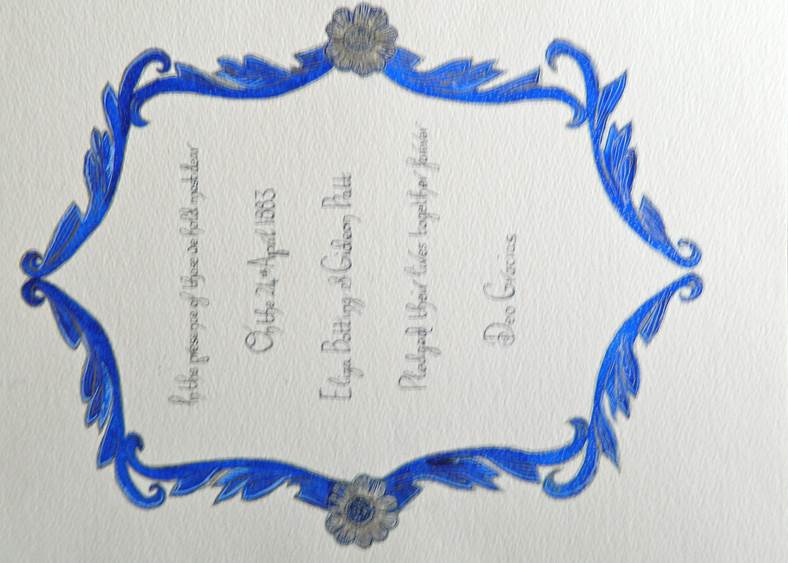 In the presence of those we hold most dear
On the 24th April 1883
Eliza Botting & Gideon Platt
Pledged their lives together forever
Deo Gracias